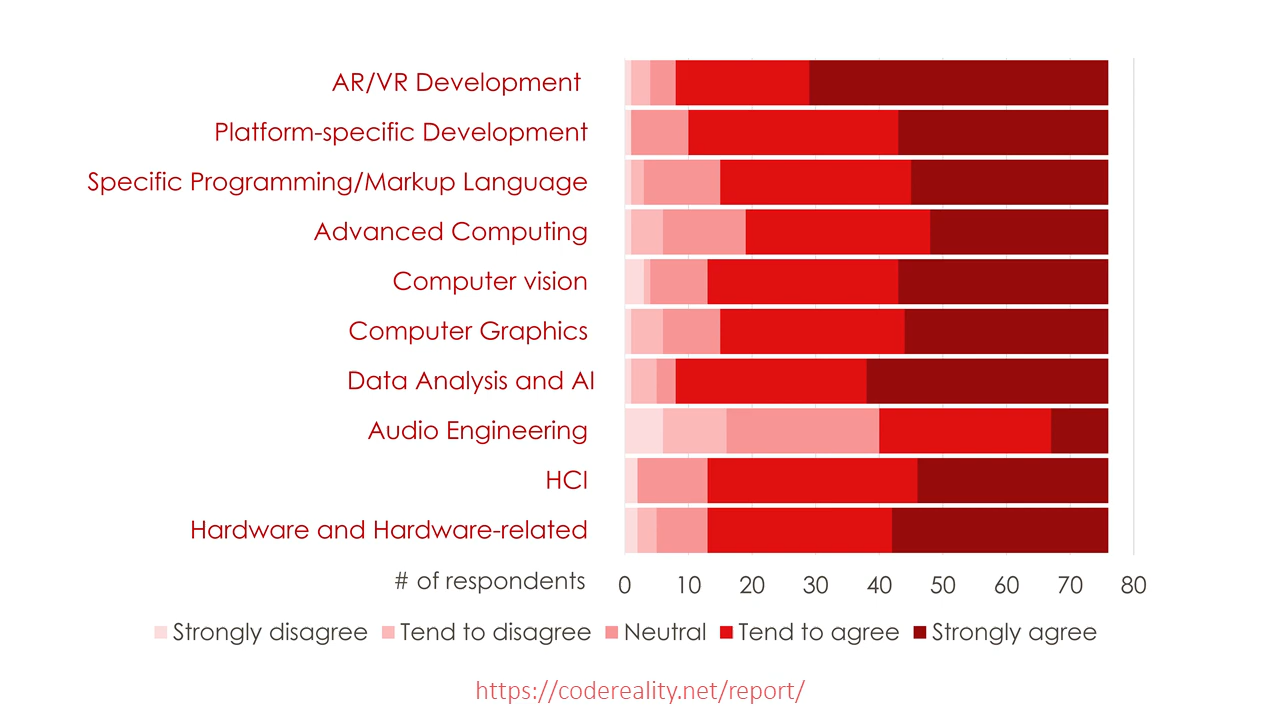 AR/VR Development
Platform-specific Development
Specific Programming/Markup Language
Advanced Computing
Computer vision
Computer Graphics
Data Analysis and AI
Audio Engineering
HCI
Hardware and Hardware-related
# of respondents 0 10 20 30 40 50 60 70 80
Strongly disagree Tend to disagree Neutral Tend to agree Strongly agree
https://codereality.net/report/